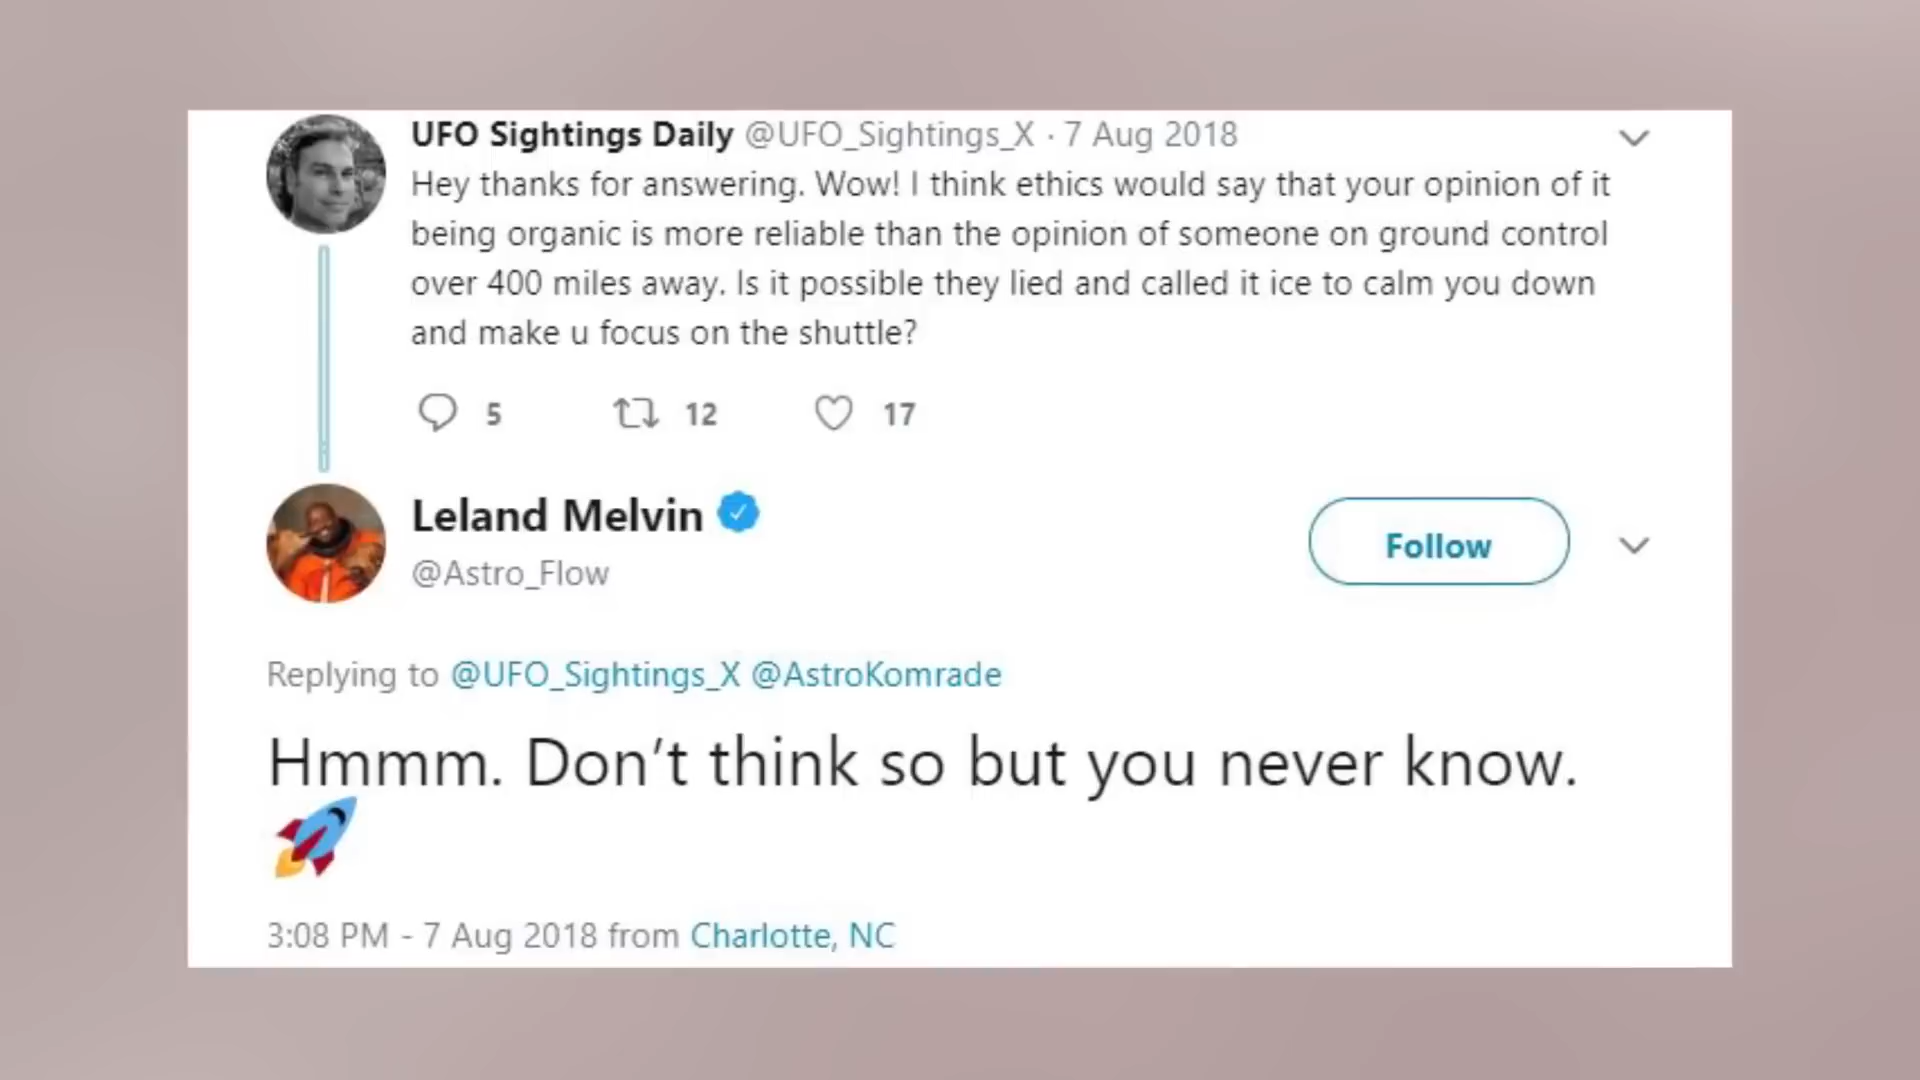 UFO Sightings Daily @UFO_Sightings_X · 7 Aug 2018
Hey thanks for answering. Wow! I think ethics would say that your opinion of it
being organic is more reliable than the opinion of someone on ground control
over 400 miles away. Is it possible they lied and called it ice to calm you down
and make u focus on the shuttle?
5 12 17
Leland Melvin
@Astro_Flow
Follow
Replying to @UFO_Sightings_X @AstroKomrade
Hmmm. Don’t think so but you never know.
🚀
3:08 PM - 7 Aug 2018 from Charlotte, NC